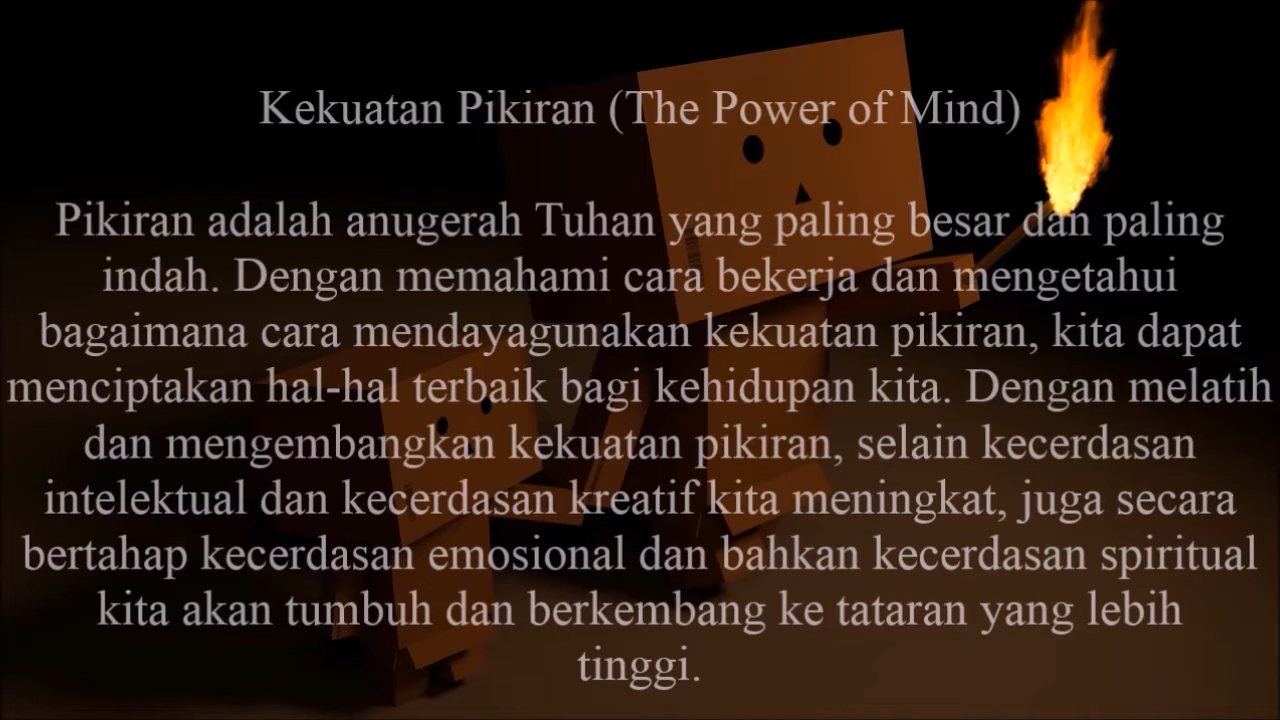 Kekuatan Pikiran (The Power of Mind)
Pikiran adalah anugerah Tuhan yang paling besar dan paling
indah. Dengan memahami cara bekerja dan mengetahui
bagaimana cara mendayagunakan kekuatan pikiran, kita dapat
menciptakan hal-hal terbaik bagi kehidupan kita. Dengan melatih
dan mengembangkan kekuatan pikiran, selain kecerdasan
intelektual dan kecerdasan kreatif kita meningkat, juga secara
bertahap kecerdasan emosional dan bahkan kecerdasan spiritual
kita akan tumbuh dan berkembang ke tataran yang lebih
tinggi.